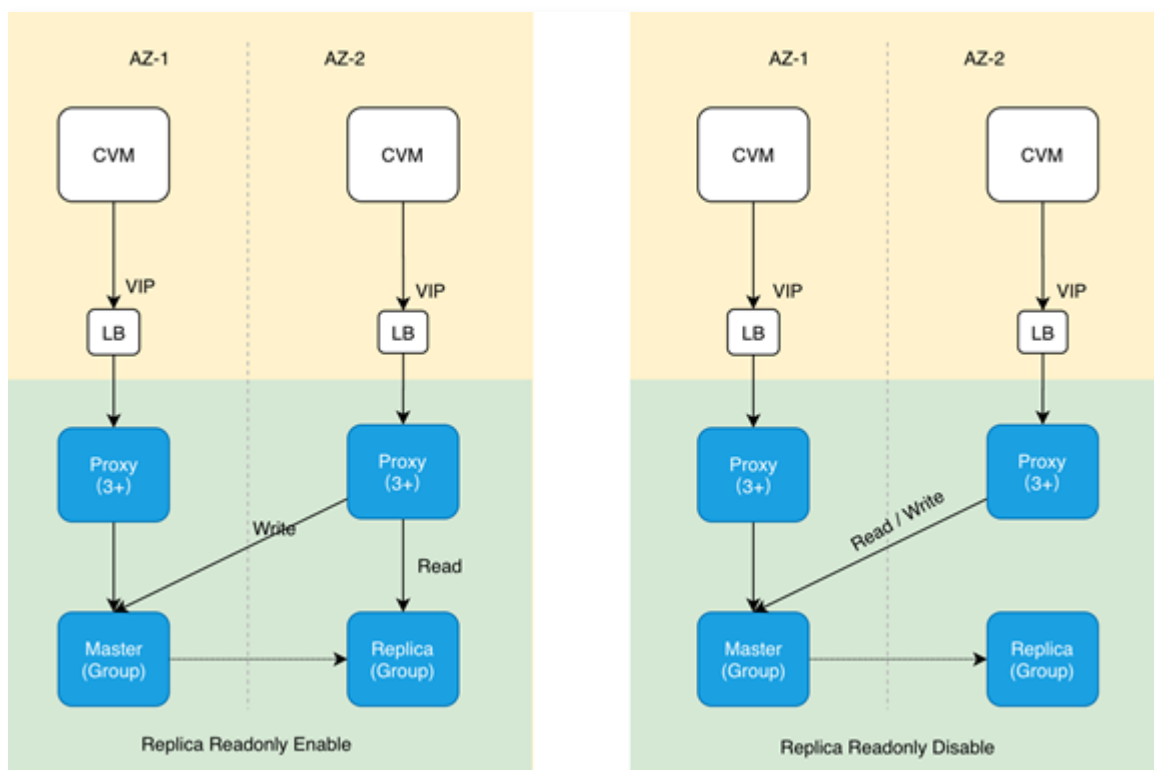 AZ-1
AZ-2
CVM
CVM
VIP
VIP
LB
LB
Proxy
(3+)
Proxy
(3+)
Write
Read
Master
(Group)
Replica
(Group)
Replica Readonly Enable
AZ-1
AZ-2
CVM
CVM
VIP
VIP
LB
LB
Proxy
(3+)
Proxy
(3+)
Read / Write
Master
(Group)
Replica
(Group)
Replica Readonly Disable